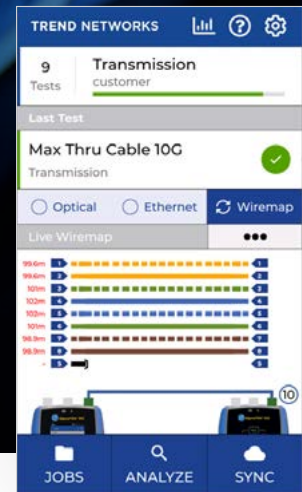 TREND NETWORKS
9
Tests
Transmission
customer
Last Test
Max Thru Cable 10G
Transmission
Optical
Ethernet
Wiremap
Live Wiremap
99.6m 1 1
99.6m 2 2
101m 3 3
102m 4 4
102m 5 5
101m 6 6
98.9m 7 7
98.9m 8 8
- S S
10
JOBS
ANALYZE
SYNC